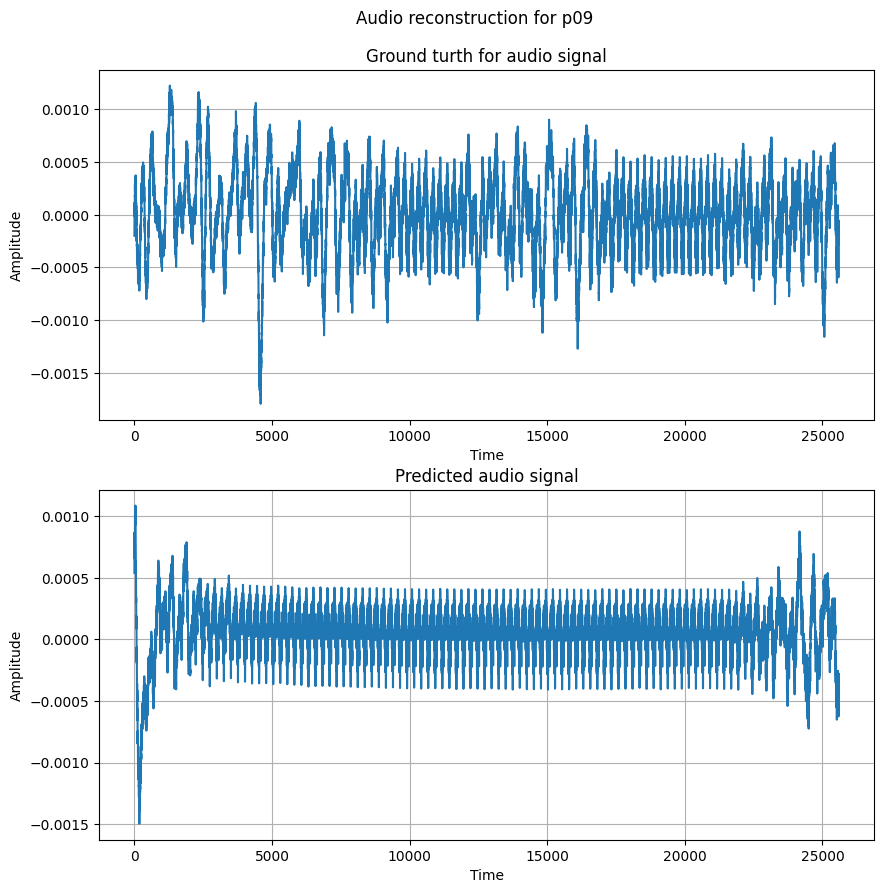 Audio reconstruction for p09
Ground turth for audio signal
0.0010
0.0005
0.0000
−0.0005
−0.0010
−0.0015
Amplitude
0 5000 10000 15000 20000 25000
Time
Predicted audio signal
0.0010
0.0005
0.0000
−0.0005
−0.0010
−0.0015
Amplitude
0 5000 10000 15000 20000 25000
Time